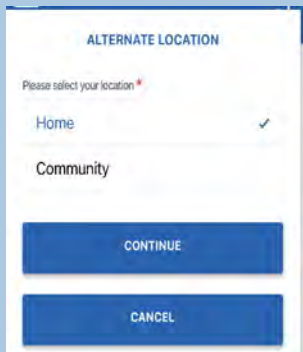 ALTERNATE LOCATION
Please select your location *
Home
Community
CONTINUE
CANCEL